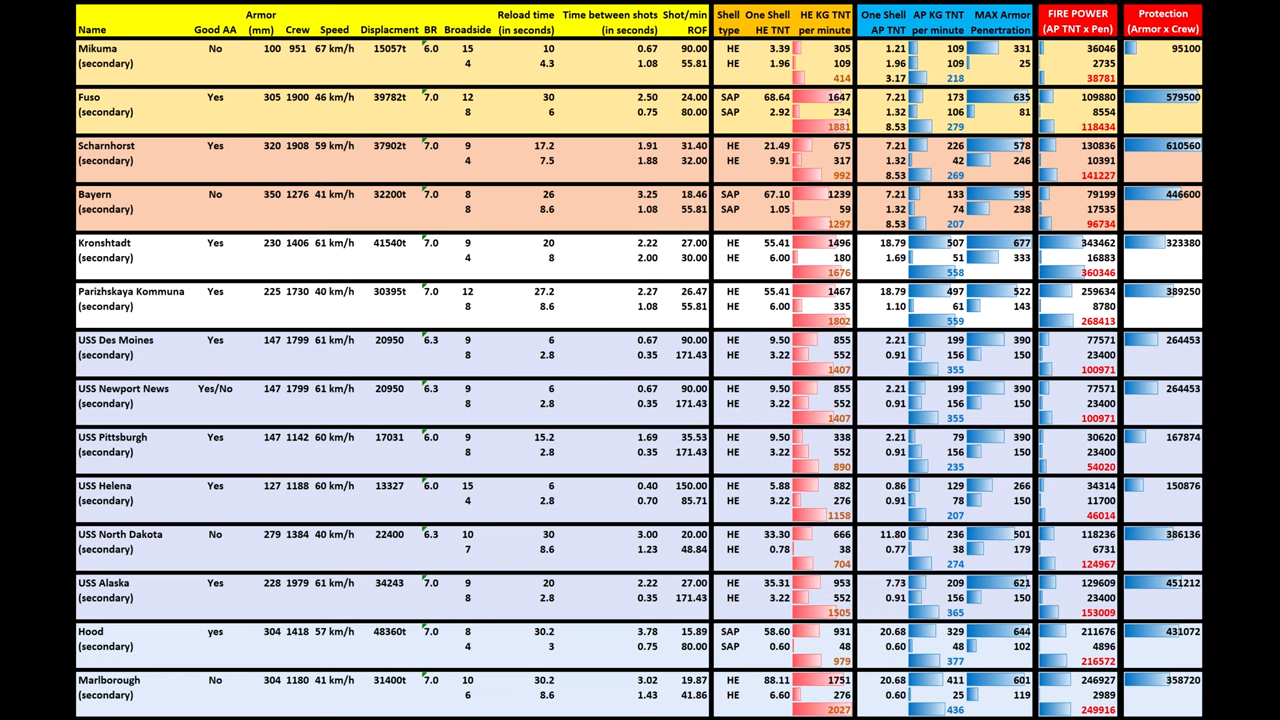 Name Good AA Armor (mm) Crew Speed Displacment BR Broadside Reload time (in seconds) Time between shots (in seconds) Shot/min ROF Shell type One Shell HE TNT HE KG TNT per minute One Shell AP TNT AP KG TNT per minute MAX Armor Penertration FIRE POWER (AP TNT x Pen) Protection (Armor x Crew)
Mikuma No 100 951 67 km/h 15057t 6.0 15 10 0.67 90.00 HE 3.39 305 1.21 109 331 36046 95100
(secondary) 4 4.3 1.08 55.81 HE 1.96 109 1.96 109 25 2735
414 3.17 218 38781
Fuso Yes 305 1900 46 km/h 39782t 7.0 12 30 2.50 24.00 SAP 68.64 1647 7.21 173 635 109880 579500
(secondary) 8 6 0.75 80.00 SAP 2.92 234 1.32 106 81 8554
1881 8.53 279 118434
Scharnhorst Yes 320 1908 59 km/h 37902t 7.0 9 17.2 1.91 31.40 HE 21.49 675 7.21 226 578 130836 610560
(secondary) 4 7.5 1.88 32.00 HE 9.91 317 1.32 42 246 10391
992 8.53 269 141227
Bayern No 350 1276 41 km/h 32200t 7.0 8 26 3.25 18.46 SAP 67.10 1239 7.21 133 595 79199 446600
(secondary) 8 8.6 1.08 55.81 SAP 1.05 59 1.32 74 238 17535
1297 8.53 207 96734
Kronshtadt Yes 230 1406 61 km/h 41540t 7.0 9 20 2.22 27.00 HE 55.41 1496 18.79 507 677 343462 323380
(secondary) 4 8 2.00 30.00 HE 6.00 180 1.69 51 333 16883
1676 558 360346
Parizhskaya Kommuna Yes 225 1730 40 km/h 30395t 7.0 12 27.2 2.27 26.47 HE 55.41 1467 18.79 497 522 259634 389250
(secondary) 8 8.6 1.08 55.81 HE 6.00 335 1.10 61 143 8780
1802 559 268413
USS Des Moines Yes 147 1799 61 km/h 20950 6.3 9 6 0.67 90.00 HE 9.50 855 2.21 199 390 77571 264453
(secondary) 8 2.8 0.35 171.43 HE 3.22 552 0.91 156 150 23400
1407 355 100971
USS Newport News Yes/No 147 1799 61 km/h 20950 6.3 9 6 0.67 90.00 HE 9.50 855 2.21 199 390 77571 264453
(secondary) 8 2.8 0.35 171.43 HE 3.22 552 0.91 156 150 23400
1407 355 100971
USS Pittsburgh Yes 147 1142 60 km/h 17031 6.0 9 15.2 1.69 35.53 HE 9.50 338 2.21 79 390 30620 167874
(secondary) 8 2.8 0.35 171.43 HE 3.22 552 0.91 156 150 23400
890 235 54020
USS Helena Yes 127 1188 60 km/h 13327 6.0 15 6 0.40 150.00 HE 5.88 882 0.86 129 266 34314 150876
(secondary) 4 2.8 0.70 85.71 HE 3.22 276 0.91 78 150 11700
1158 207 46014
USS North Dakota No 279 1384 40 km/h 22400 6.3 10 30 3.00 20.00 HE 33.30 666 11.80 236 501 118236 386136
(secondary) 7 8.6 1.23 48.84 HE 0.78 38 0.77 38 179 6731
704 274 124967
USS Alaska Yes 228 1979 61 km/h 34243 7.0 9 20 2.22 27.00 HE 35.31 953 7.73 209 621 129609 451212
(secondary) 8 2.8 0.35 171.43 HE 3.22 552 0.91 156 150 23400
1505 365 153009
Hood yes 304 1418 57 km/h 48360t 7.0 8 30.2 3.78 15.89 SAP 58.60 931 20.68 329 644 211676 431072
(secondary) 4 3 0.75 80.00 SAP 0.60 48 0.60 48 102 4896
979 377 216572
Marlborough No 304 1180 41 km/h 31400t 7.0 10 30.2 3.02 19.87 HE 88.11 1751 20.68 411 601 246927 358720
(secondary) 6 8.6 1.43 41.86 HE 6.60 276 0.60 25 119 2989
2027 436 249916